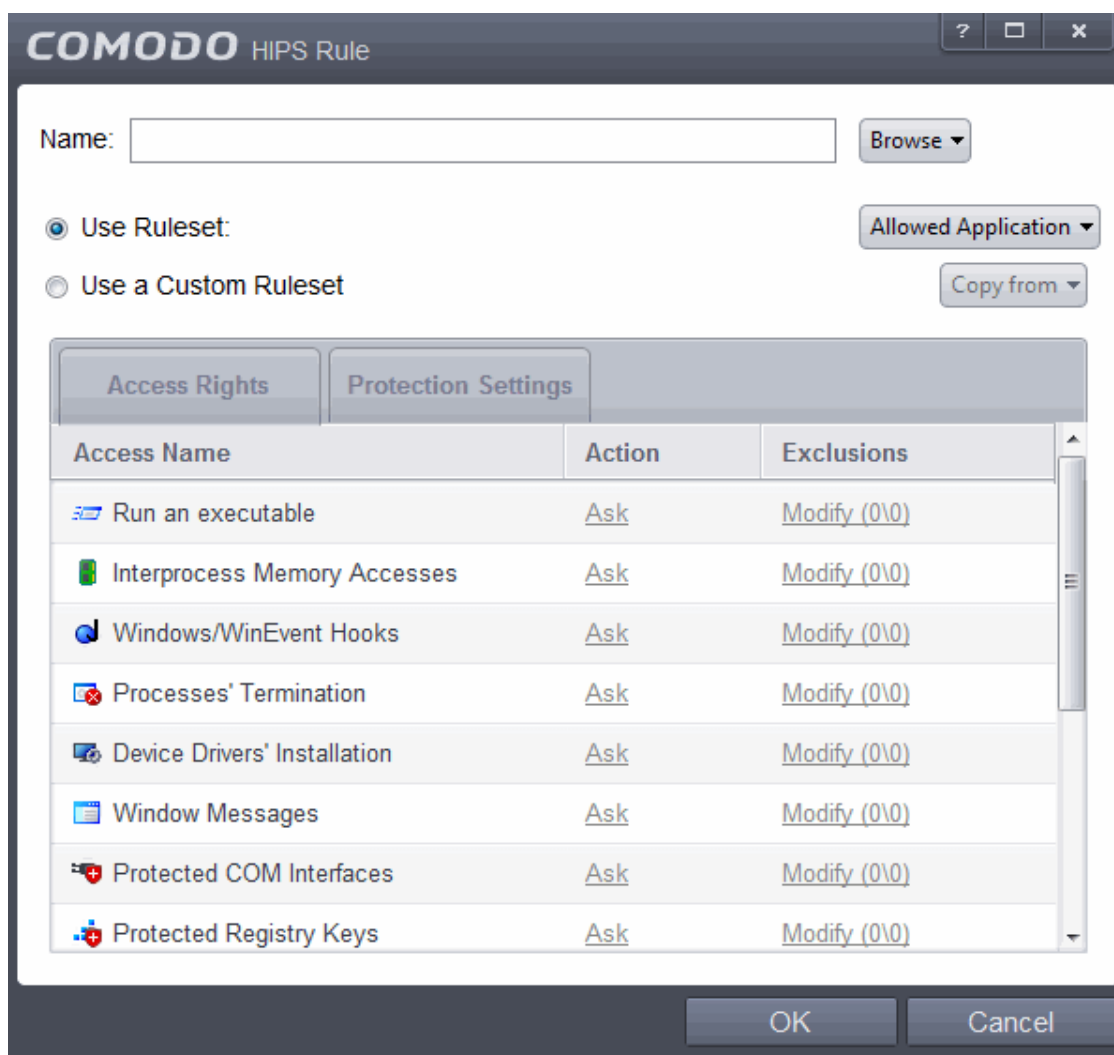 COMODO HIPS Rule ?
Name: Browse
Use Ruleset: Allowed Application
Use a Custom Ruleset Copy from
Access Rights Protection Settings
Access Name Action Exclusions
Run an executable Ask Modify (0\0)
Interprocess Memory Accesses Ask Modify (0\0)
Windows/WinEvent Hooks Ask Modify (0\0)
Processes' Termination Ask Modify (0\0)
Device Drivers' Installation Ask Modify (0\0)
Window Messages Ask Modify (0\0)
Protected COM Interfaces Ask Modify (0\0)
Protected Registry Keys Ask Modify (0\0)
OK Cancel